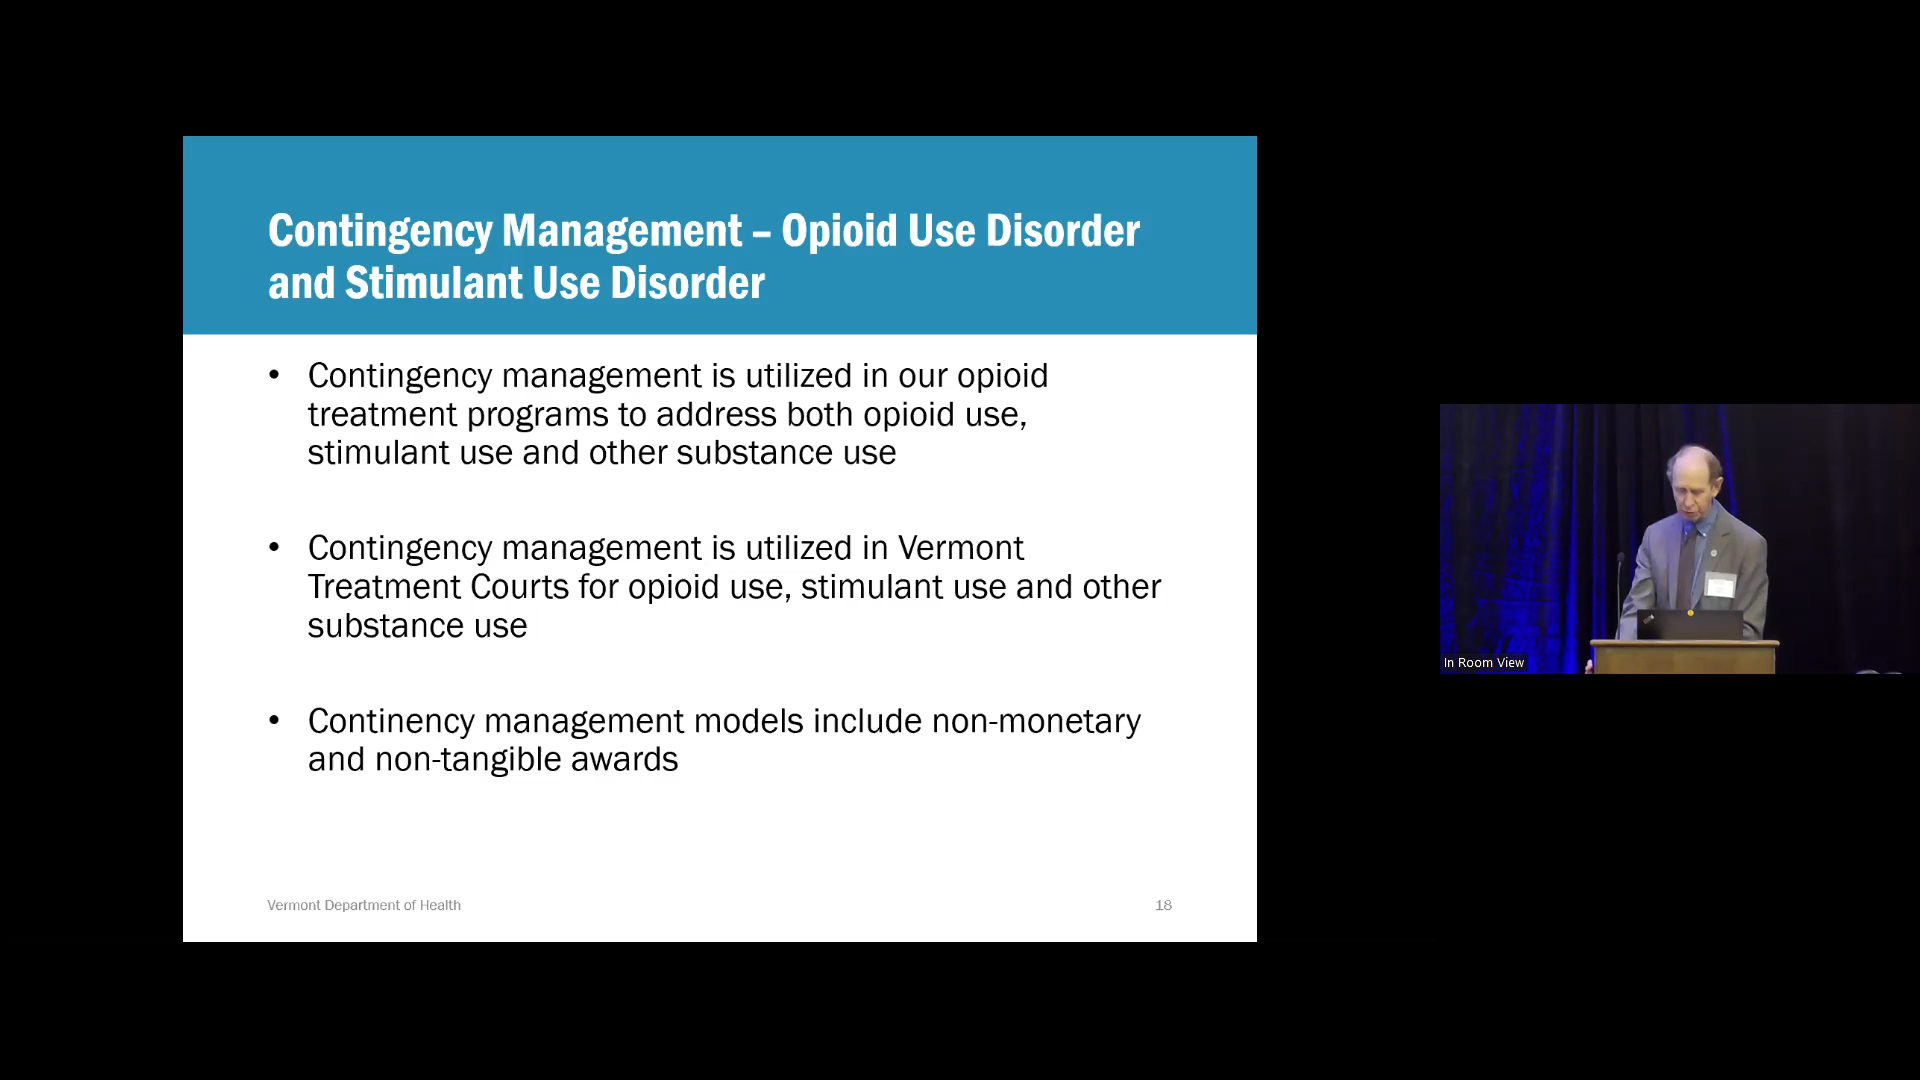 Contingency Management – Opioid Use Disorder
and Stimulant Use Disorder
• Contingency management is utilized in our opioid
treatment programs to address both opioid use,
stimulant use and other substance use
• Contingency management is utilized in Vermont
Treatment Courts for opioid use, stimulant use and other
substance use
• Continency management models include non-monetary
and non-tangible awards
Vermont Department of Health
18
In Room View